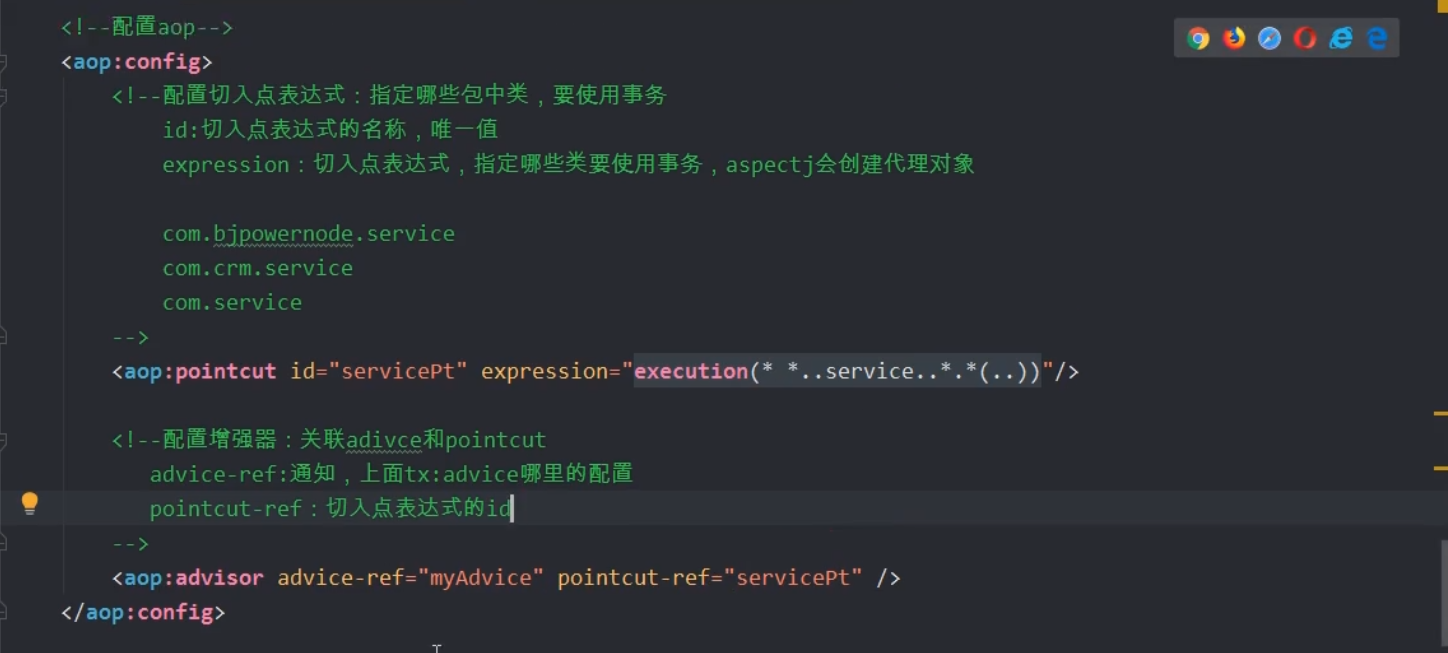 <!--配置aop-->
<aop:config>
<!--配置切入点表达式：指定哪些包中类，要使用事务
id:切入点表达式的名称，唯一值
expression：切入点表达式，指定哪些类要使用事务，aspectj会创建代理对象
com.bjpowernode.service
com.crm.service
com.service
-->
<aop:pointcut id="servicePt" expression="execution(* *..service..*.*(..))"/>
<!--配置增强器：关联adivce和pointcut
advice-ref:通知，上面tx:advice哪里的配置
pointcut-ref：切入点表达式的id
-->
<aop:advisor advice-ref="myAdvice" pointcut-ref="servicePt" />
</aop:config>